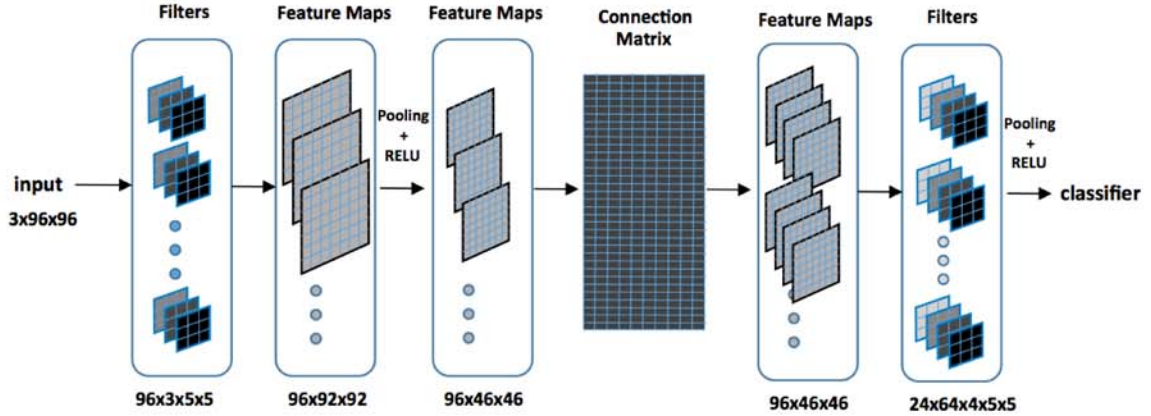 Filters
Feature Maps
Feature Maps
Connection
Matrix
Feature Maps
Filters
Pooling
+
RELU
Pooling
+
RELU
input
3x96x96
classifier
96x3x5x5
96x92x92
96x46x46
96x46x46
24x64x4x5x5